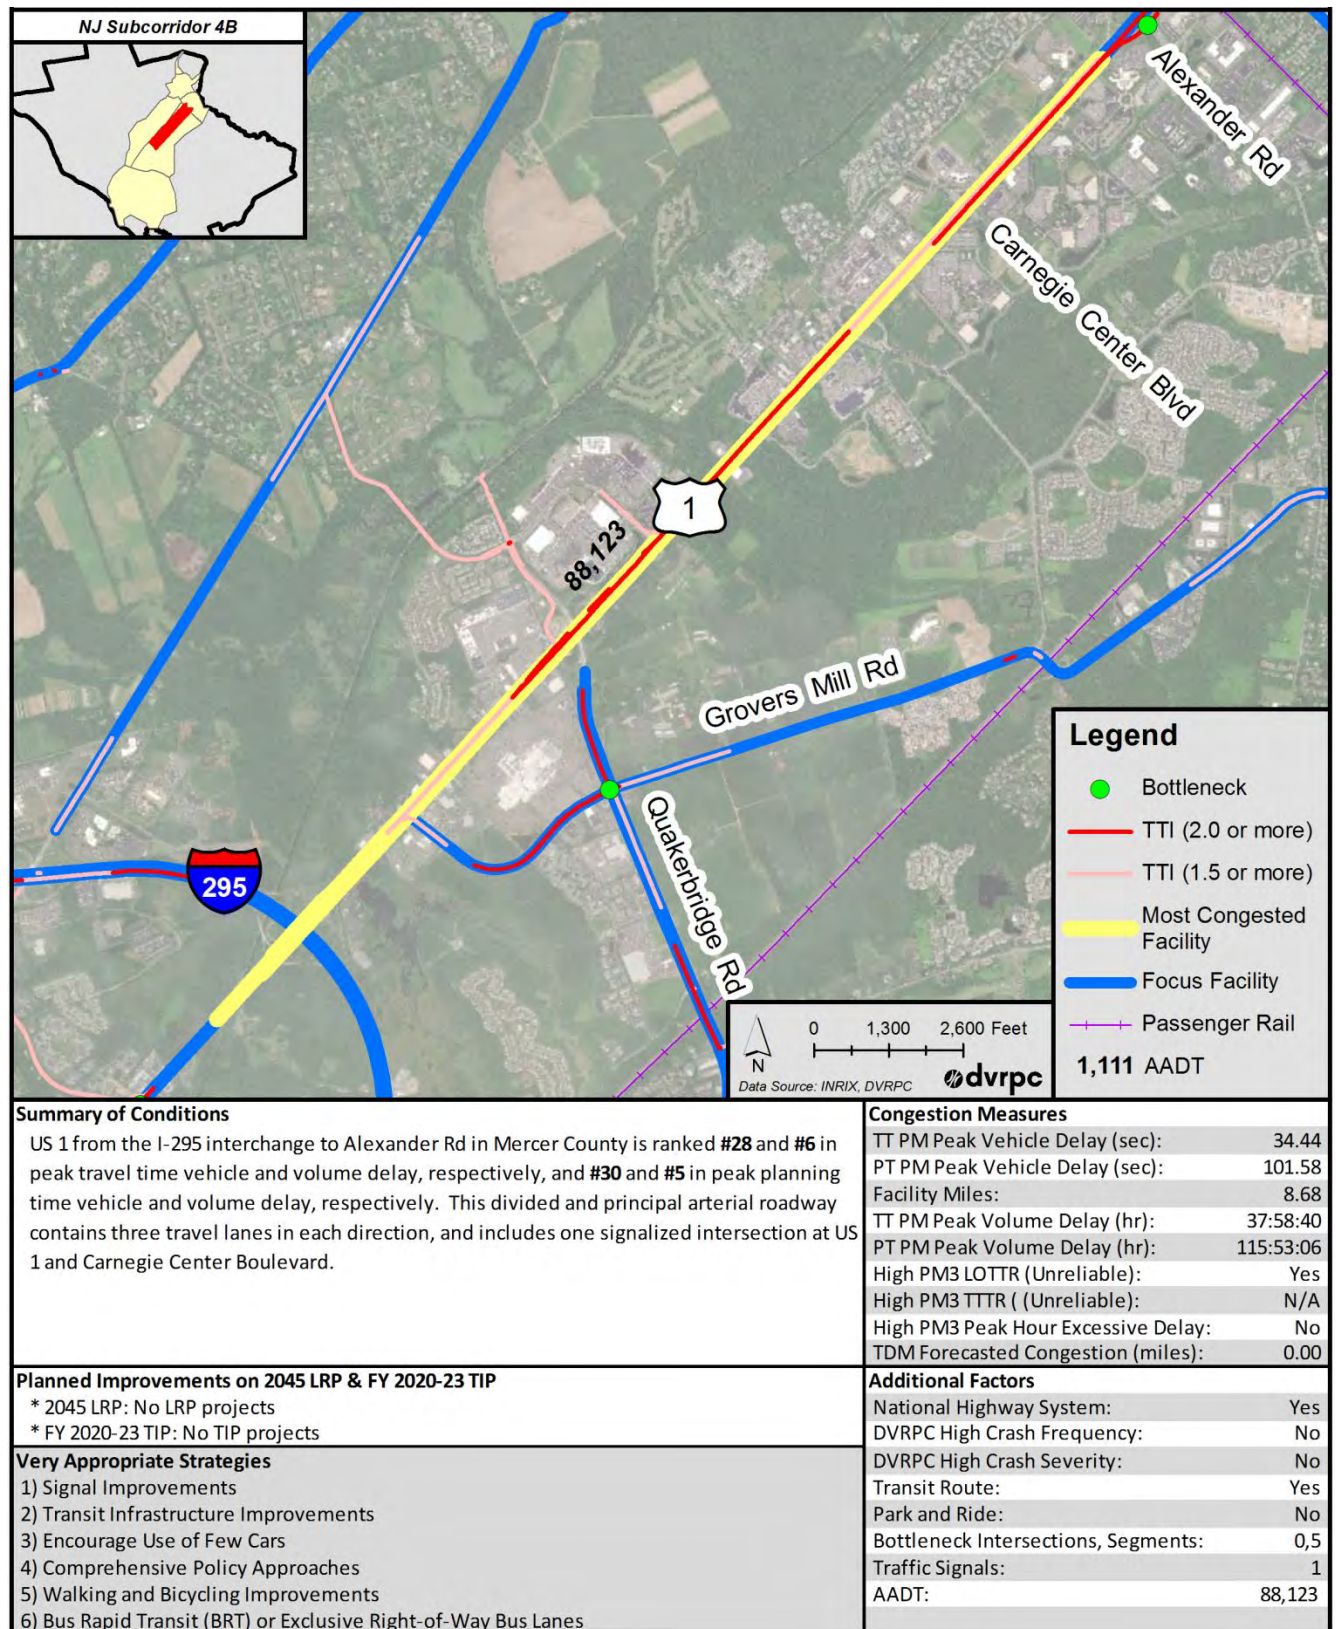 NJ Subcorridor 4B
Alexander Rd
Carnegie Center Blvd
1
88,123
Grovers Mill Rd
Quakerbridge Rd
295
Legend
Bottleneck
TTI (2.0 or more)
TTI (1.5 or more)
Most Congested
Facility
Focus Facility
Passenger Rail
1,111 AADT
0 1,300 2,600 Feet
N
Data Source: INRIX, DVRPC
dvrpc
Summary of Conditions
US 1 from the I-295 interchange to Alexander Rd in Mercer County is ranked #28 and #6 in
peak travel time vehicle and volume delay, respectively, and #30 and #5 in peak planning
time vehicle and volume delay, respectively. This divided and principal arterial roadway
contains three travel lanes in each direction, and includes one signalized intersection at US
1 and Carnegie Center Boulevard.
Congestion Measures
TT PM Peak Vehicle Delay (sec): 34.44
PT PM Peak Vehicle Delay (sec): 101.58
Facility Miles: 8.68
TT PM Peak Volume Delay (hr): 37:58:40
PT PM Peak Volume Delay (hr): 115:53:06
High PM3 LOTTR (Unreliable): Yes
High PM3 TTTR ( (Unreliable): N/A
High PM3 Peak Hour Excessive Delay: No
TDM Forecasted Congestion (miles): 0.00
Planned Improvements on 2045 LRP & FY 2020-23 TIP
* 2045 LRP: No LRP projects
* FY 2020-23 TIP: No TIP projects
Very Appropriate Strategies
1) Signal Improvements
2) Transit Infrastructure Improvements
3) Encourage Use of Few Cars
4) Comprehensive Policy Approaches
5) Walking and Bicycling Improvements
6) Bus Rapid Transit (BRT) or Exclusive Right-of-Way Bus Lanes
Additional Factors
National Highway System: Yes
DVRPC High Crash Frequency: No
DVRPC High Crash Severity: No
Transit Route: Yes
Park and Ride: No
Bottleneck Intersections, Segments: 0,5
Traffic Signals: 1
AADT: 88,123